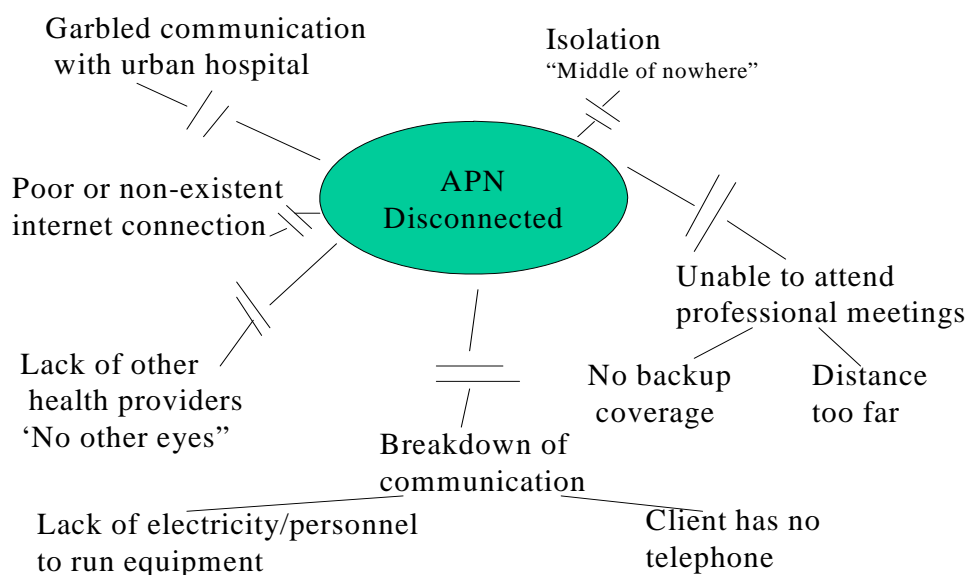 Garbled communication
with urban hospital
Isolation
“Middle of nowhere”
APN
Disconnected
Poor or non-existent
internet connection
Unable to attend
professional meetings
No backup
coverage
Distance
too far
Lack of other
health providers
‘No other eyes”
Breakdown of
communication
Lack of electricity/personnel
to run equipment
Client has no
telephone